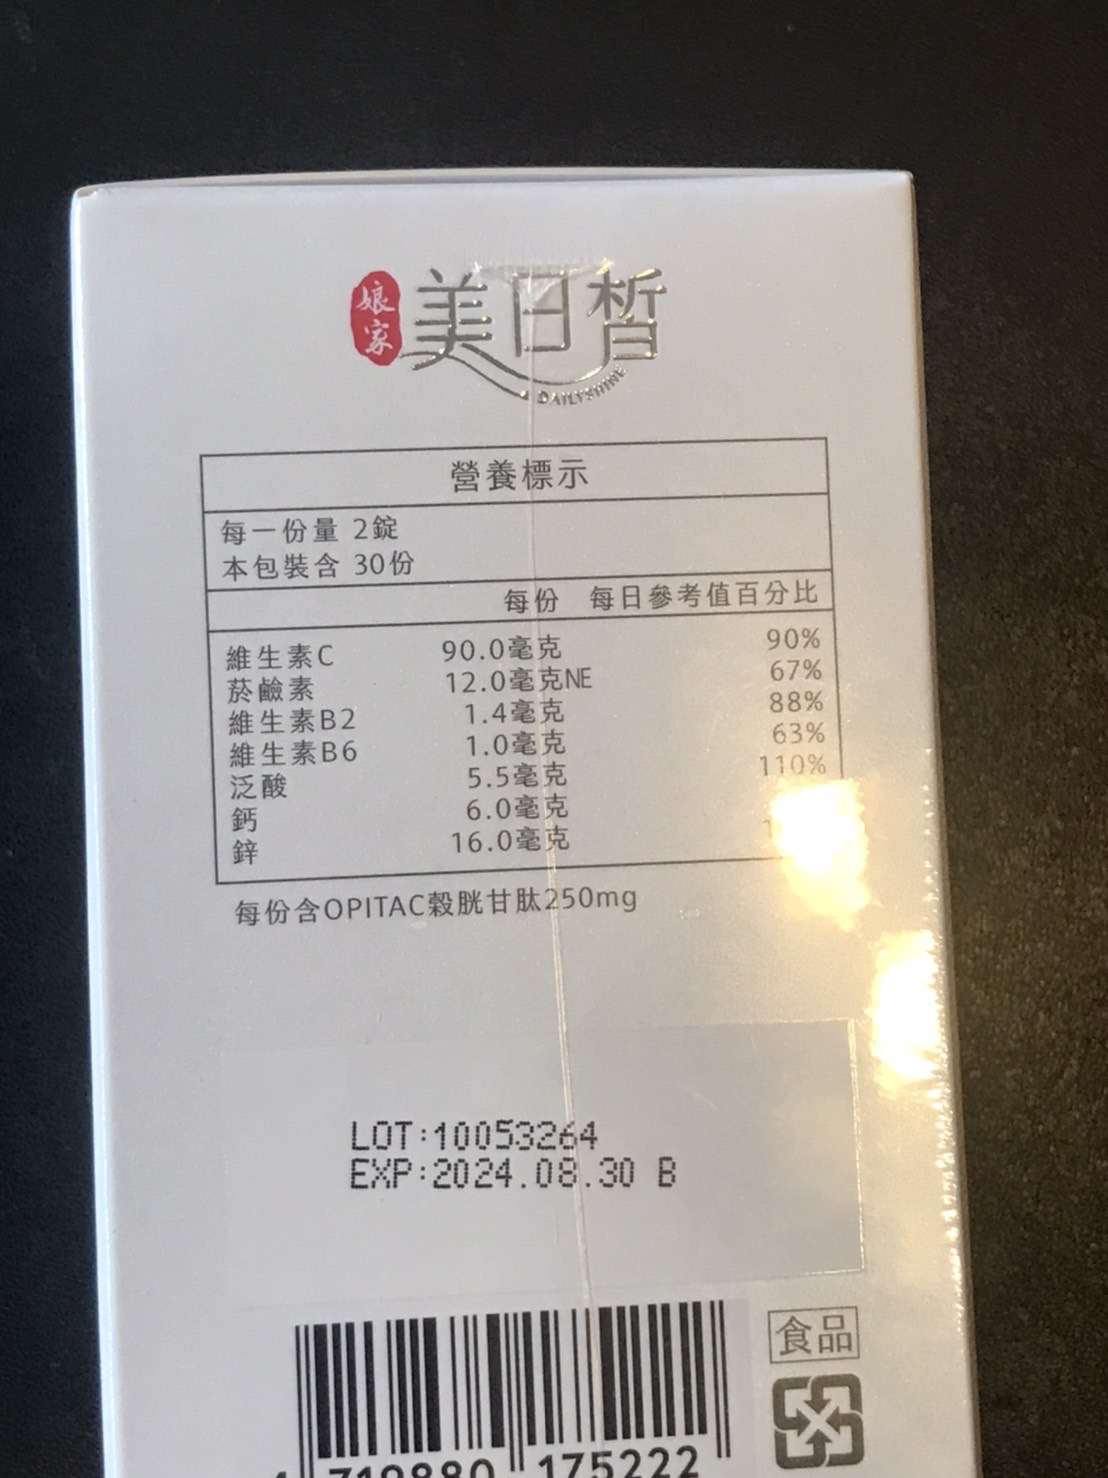 娘家
美日皙
DAILYSHINE
營養標示
每一份量 2錠
本包裝含 30份
每份 每日參考值百分比
維生素C 90.0毫克 90%
菸鹼素 12.0毫克NE 67%
維生素B2 1.4毫克 88%
維生素B6 1.0毫克 63%
泛酸 5.5毫克 110%
鈣 6.0毫克
鋅 16.0毫克
每份含OPITAC穀胱甘肽250mg
LOT:10053264
EXP:2024.08.30 B
食品
4 719880 175222